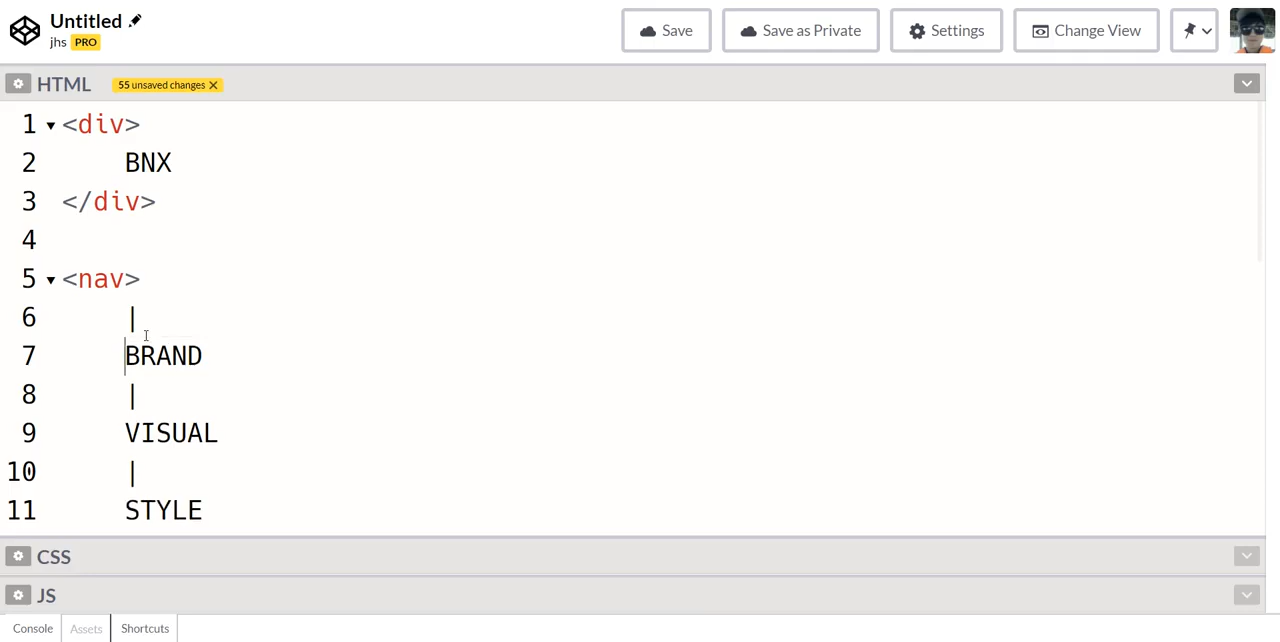 Untitled
jhs PRO
Save
Save as Private
Settings
Change View
HTML
55 unsaved changes X
1 <div>
2 BNX
3 </div>
4
5 <nav>
6 |
7 BRAND
8 |
9 VISUAL
10 |
11 STYLE
CSS
JS
Console
Assets
Shortcuts